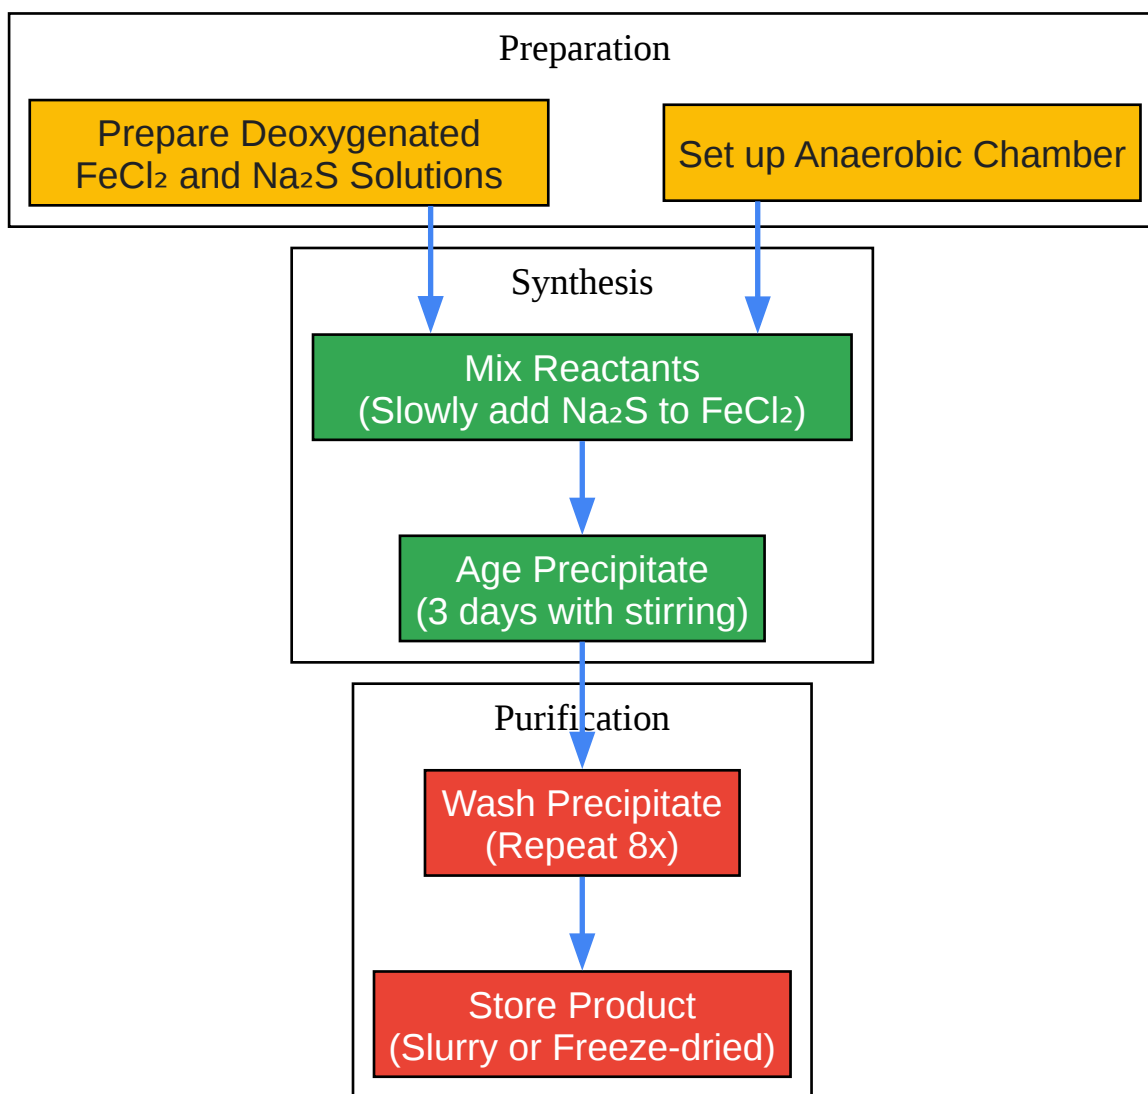 Preparation
Prepare Deoxygenated
FeCl₂ and Na₂S Solutions
Set up Anaerobic Chamber
Synthesis
Mix Reactants
(Slowly add Na₂S to FeCl₂)
Age Precipitate
(3 days with stirring)
Purification
Wash Precipitate
(Repeat 8x)
Store Product
(Slurry or Freeze-dried)